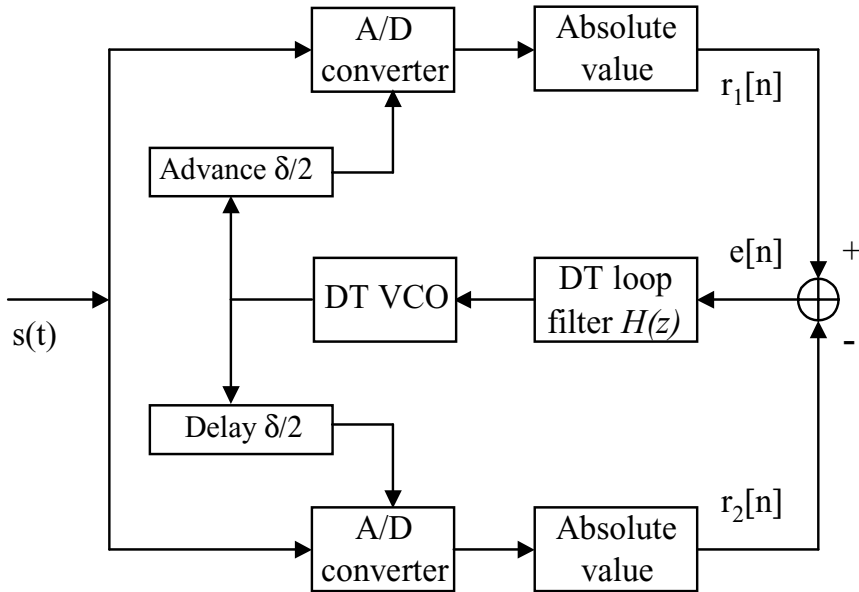 A/D
converter
Absolute
value
r₁[n]
Advance δ/2
s(t)
DT VCO
DT loop
filter H(z)
e[n]
+
-
Delay δ/2
A/D
converter
Absolute
value
r₂[n]